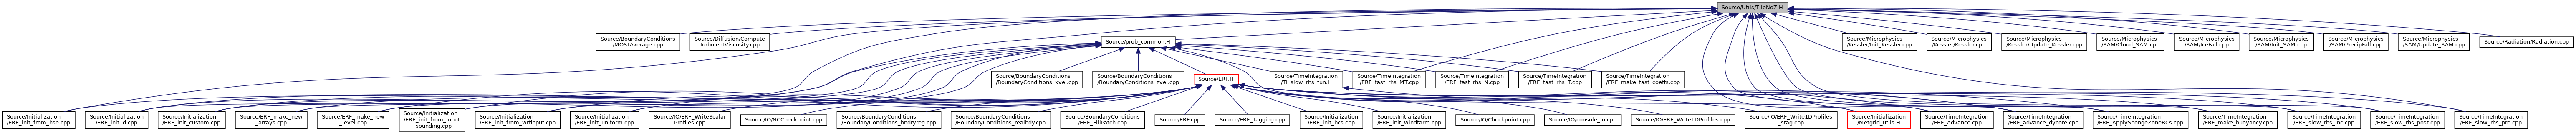 Source/Utils/TileNoZ.H
Source/BoundaryConditions
/MOSTAverage.cpp
Source/Diffusion/Compute
TurbulentViscosity.cpp
Source/prob_common.H
Source/Microphysics
/Kessler/Init_Kessler.cpp
Source/Microphysics
/Kessler/Kessler.cpp
Source/Microphysics
/Kessler/Update_Kessler.cpp
Source/Microphysics
/SAM/Cloud_SAM.cpp
Source/Microphysics
/SAM/IceFall.cpp
Source/Microphysics
/SAM/Init_SAM.cpp
Source/Microphysics
/SAM/PrecipFall.cpp
Source/Microphysics
/SAM/Update_SAM.cpp
Source/Radiation/Radiation.cpp
Source/BoundaryConditions
/BoundaryConditions_xvel.cpp
Source/BoundaryConditions
/BoundaryConditions_zvel.cpp
Source/ERF.H
Source/TimeIntegration
/TI_slow_rhs_fun.H
Source/TimeIntegration
/ERF_fast_rhs_MT.cpp
Source/TimeIntegration
/ERF_fast_rhs_N.cpp
Source/TimeIntegration
/ERF_fast_rhs_T.cpp
Source/TimeIntegration
/ERF_make_fast_coeffs.cpp
Source/Initialization
/ERF_init_from_hse.cpp
Source/Initialization
/ERF_init1d.cpp
Source/Initialization
/ERF_init_custom.cpp
Source/ERF_make_new
_arrays.cpp
Source/ERF_make_new
_level.cpp
Source/Initialization
/ERF_init_from_input
_sounding.cpp
Source/Initialization
/ERF_init_from_wrfinput.cpp
Source/Initialization
/ERF_init_uniform.cpp
Source/IO/ERF_WriteScalar
Profiles.cpp
Source/IO/NCCheckpoint.cpp
Source/BoundaryConditions
/BoundaryConditions_bndryreg.cpp
Source/BoundaryConditions
/BoundaryConditions_realbdy.cpp
Source/BoundaryConditions
/ERF_FillPatch.cpp
Source/ERF.cpp
Source/ERF_Tagging.cpp
Source/Initialization
/ERF_init_bcs.cpp
Source/Initialization
/ERF_init_windfarm.cpp
Source/IO/Checkpoint.cpp
Source/IO/console_io.cpp
Source/IO/ERF_Write1DProfiles.cpp
Source/IO/ERF_Write1DProfiles
_stag.cpp
Source/Initialization
/Metgrid_utils.H
Source/TimeIntegration
/ERF_Advance.cpp
Source/TimeIntegration
/ERF_advance_dycore.cpp
Source/TimeIntegration
/ERF_ApplySpongeZoneBCs.cpp
Source/TimeIntegration
/ERF_make_buoyancy.cpp
Source/TimeIntegration
/ERF_slow_rhs_inc.cpp
Source/TimeIntegration
/ERF_slow_rhs_post.cpp
Source/TimeIntegration
/ERF_slow_rhs_pre.cpp